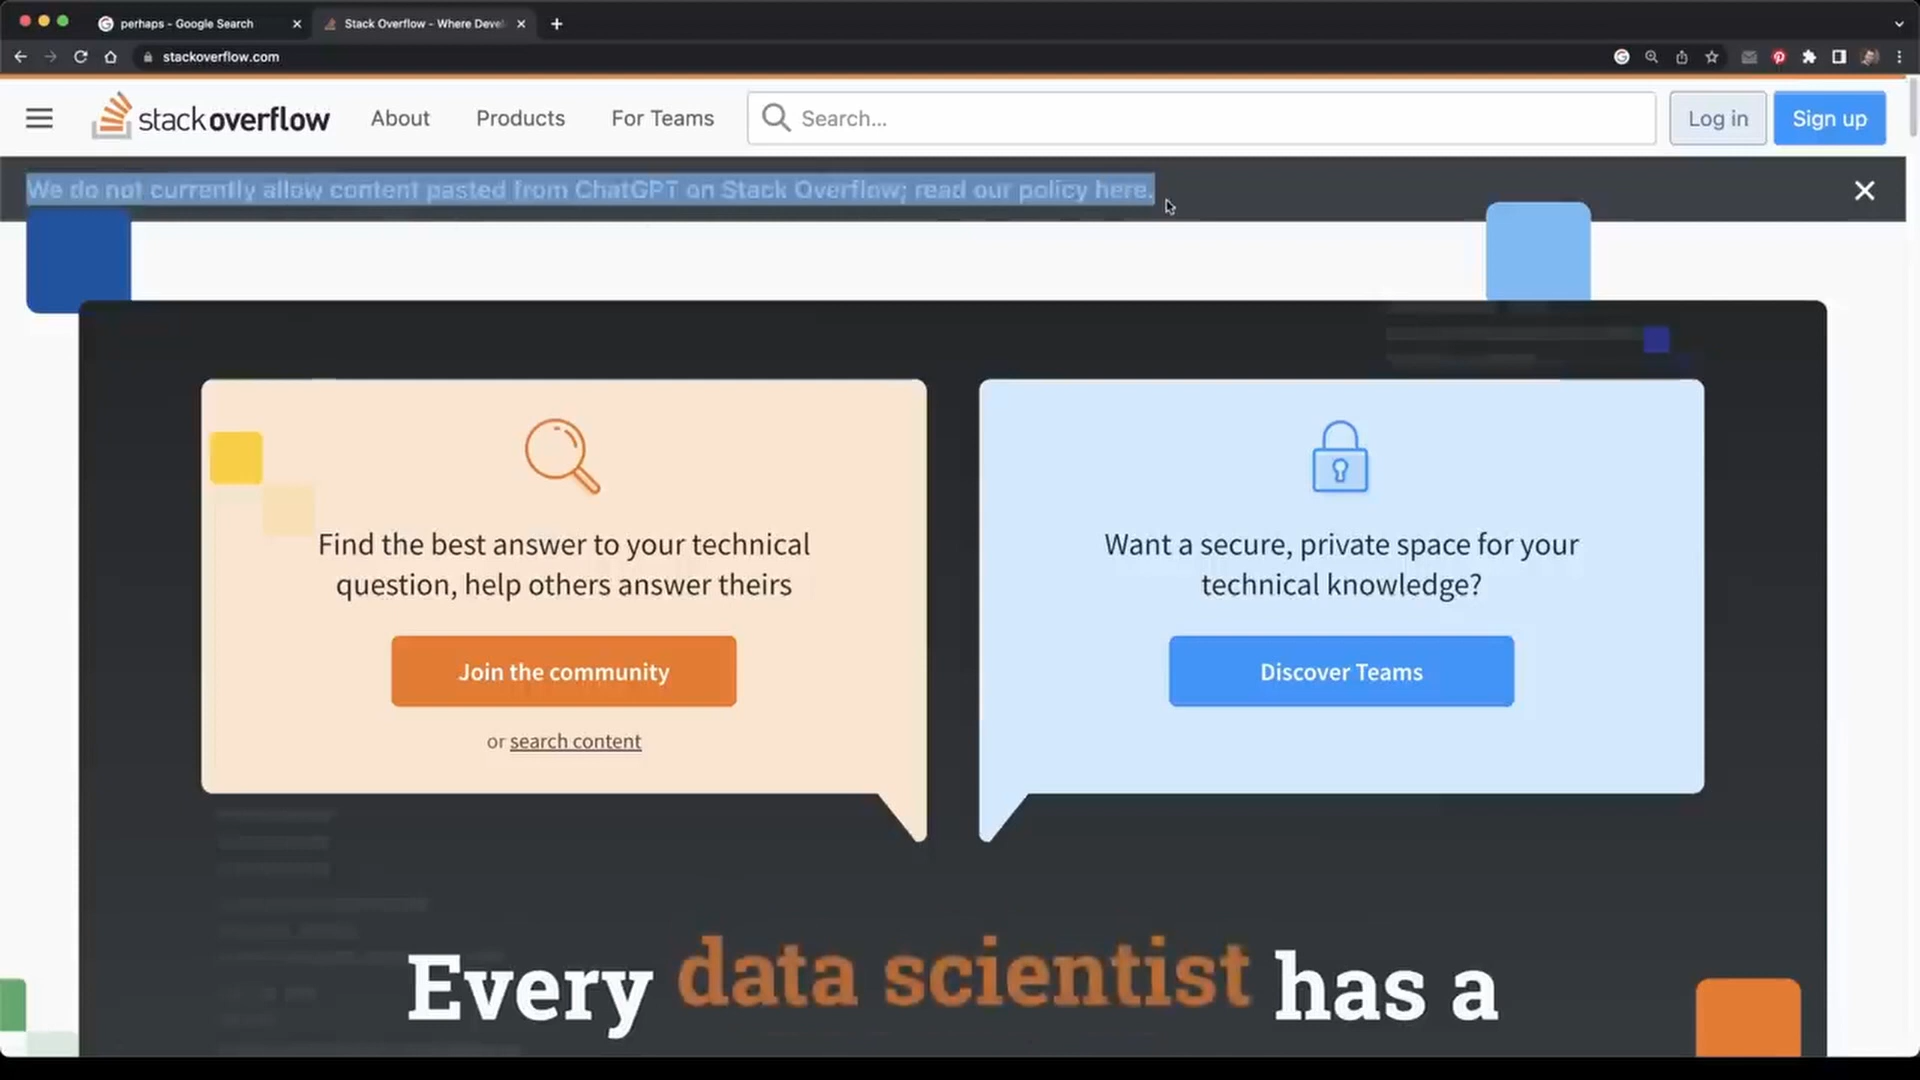 perhaps - Google Search
Stack Overflow - Where Deve
stackoverflow.com
stackoverflow
About
Products
For Teams
Search...
Log in
Sign up
We do not currently allow content pasted from ChatGPT on Stack Overflow; read our policy here.
Find the best answer to your technical
question, help others answer theirs
Join the community
or search content
Want a secure, private space for your
technical knowledge?
Discover Teams
Every data scientist has a